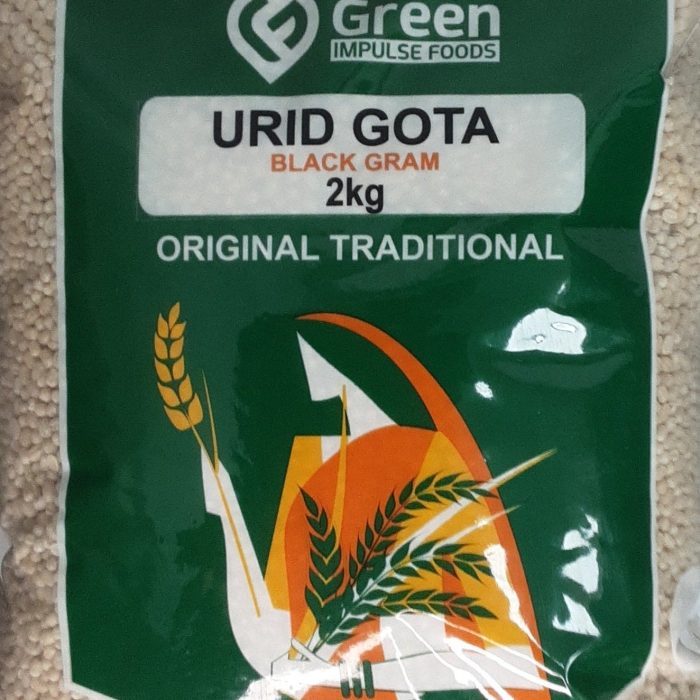 Green
IMPULSE FOODS
URID GOTA
BLACK GRAM
2kg
ORIGINAL TRADITIONAL